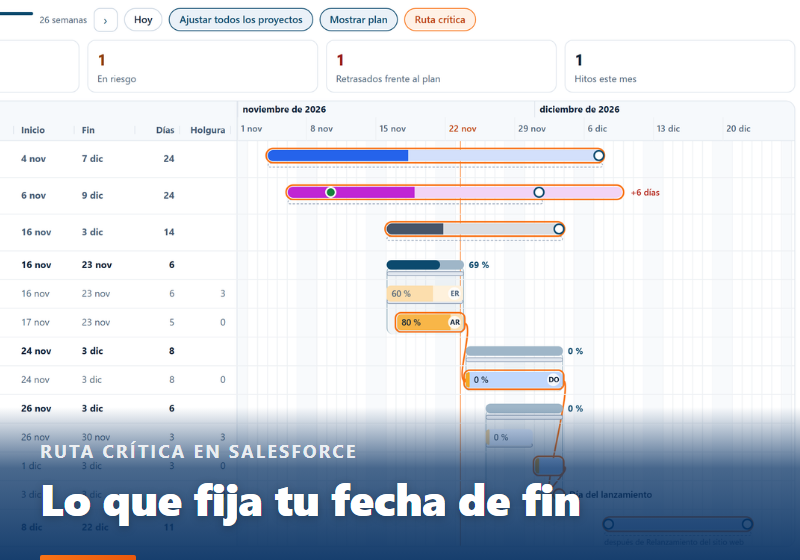 26 semanas › Hoy Ajustar todos los proyectos Mostrar plan Ruta crítica
1 1 1
En riesgo Retrasados frente al plan Hitos este mes
noviembre de 2026 diciembre de 2026
Inicio Fin Días Holgura 1 nov 8 nov 15 nov 22 nov 29 nov 6 dic 13 dic 20 dic
4 nov 7 dic 24
6 nov 9 dic 24 +6 días
16 nov 3 dic 14
16 nov 23 nov 6 69 %
16 nov 23 nov 6 3 60 % ER
17 nov 23 nov 5 0 80 % AR
24 nov 3 dic 8 0 %
24 nov 3 dic 8 0 0 % DO
26 nov 3 dic 6 0 %
26 nov 30 nov 3 3 0 %
RUTA CRÍTICA EN SALESFORCE
1 dic 3 0
Lo que fija tu fecha de fin
día del lanzamiento
8 dic 22 dic 11